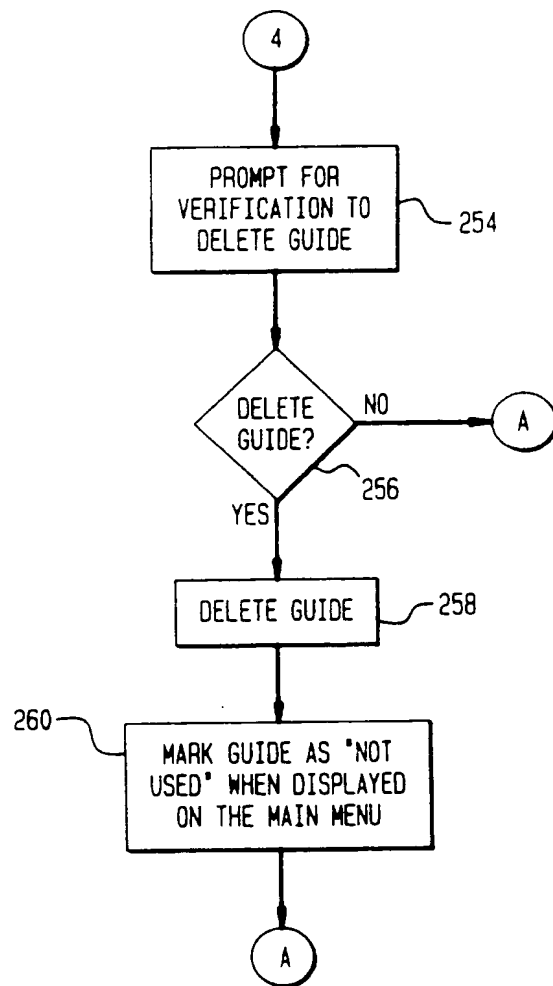 4
PROMPT FOR
VERIFICATION TO
DELETE GUIDE
254
DELETE
GUIDE?
NO
A
256
YES
DELETE GUIDE
258
260
MARK GUIDE AS "NOT
USED" WHEN DISPLAYED
ON THE MAIN MENU
A